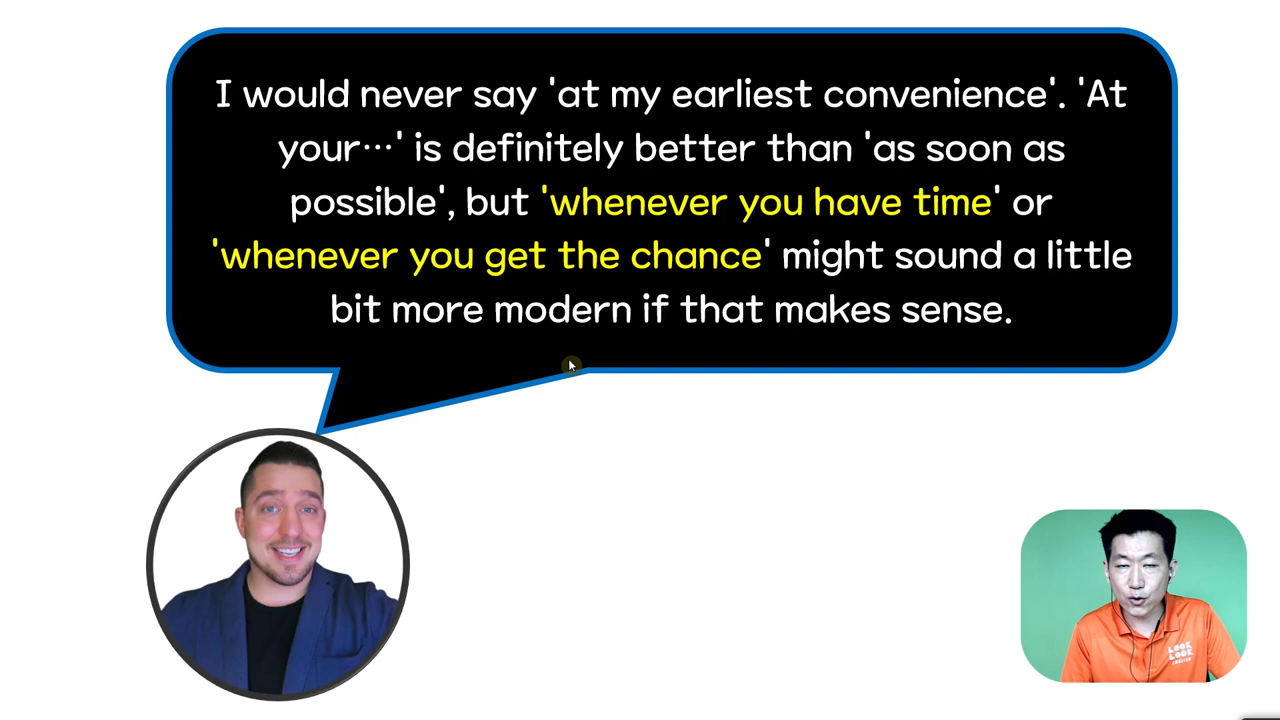 I would never say 'at my earliest convenience'. 'At
your…' is definitely better than 'as soon as
possible', but 'whenever you have time' or
'whenever you get the chance' might sound a little
bit more modern if that makes sense.
LOOK
LOOK